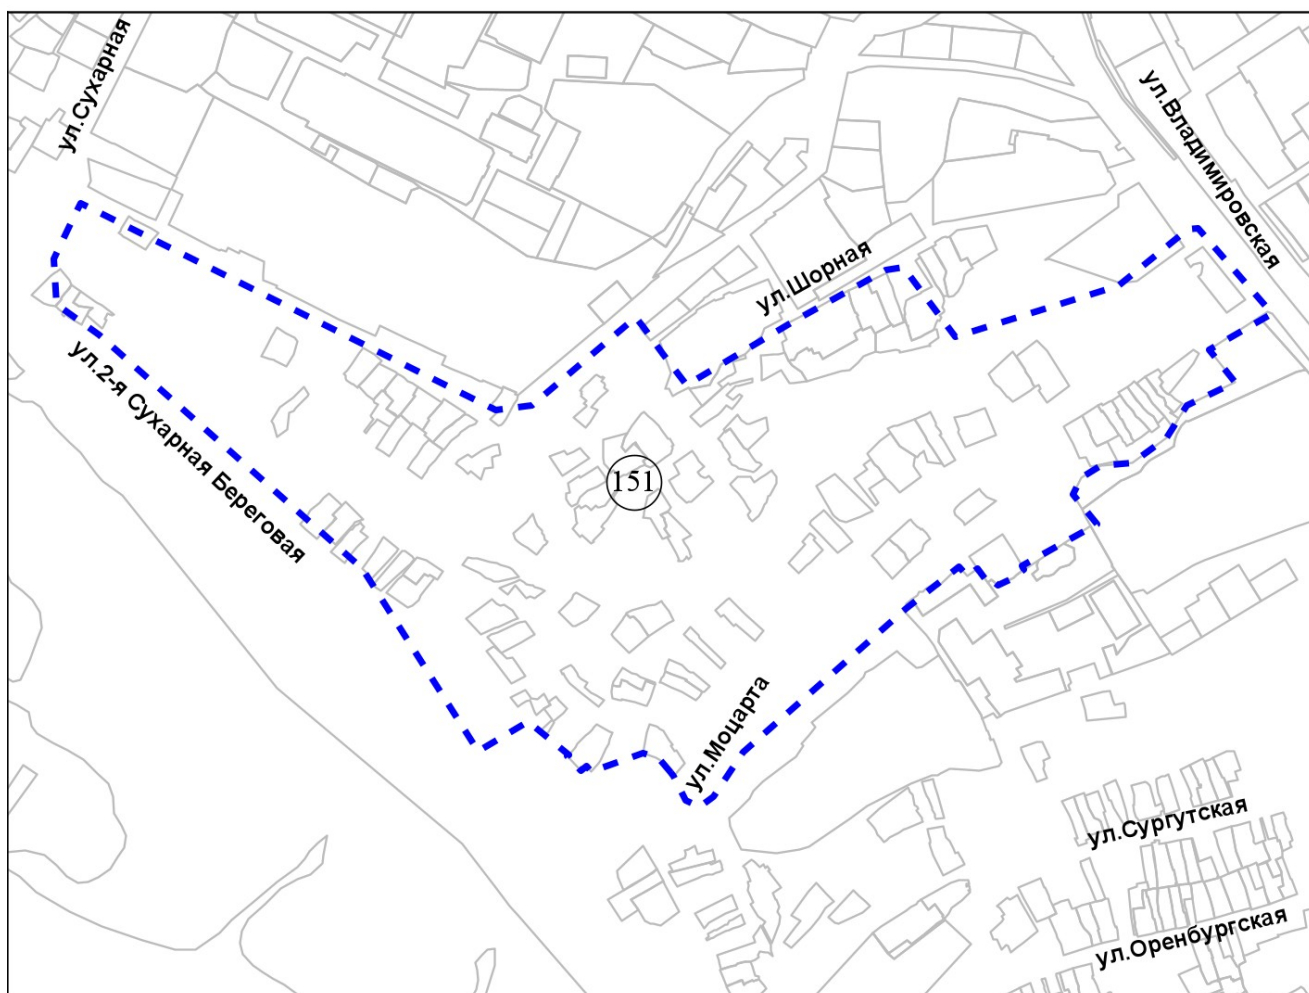 ул.Сухарная
ул.Владимировская
ул.Шорная
ул.2-я Сухарная Береговая
151
ул.Моцарта
ул.Сургутская
ул.Оренбургская